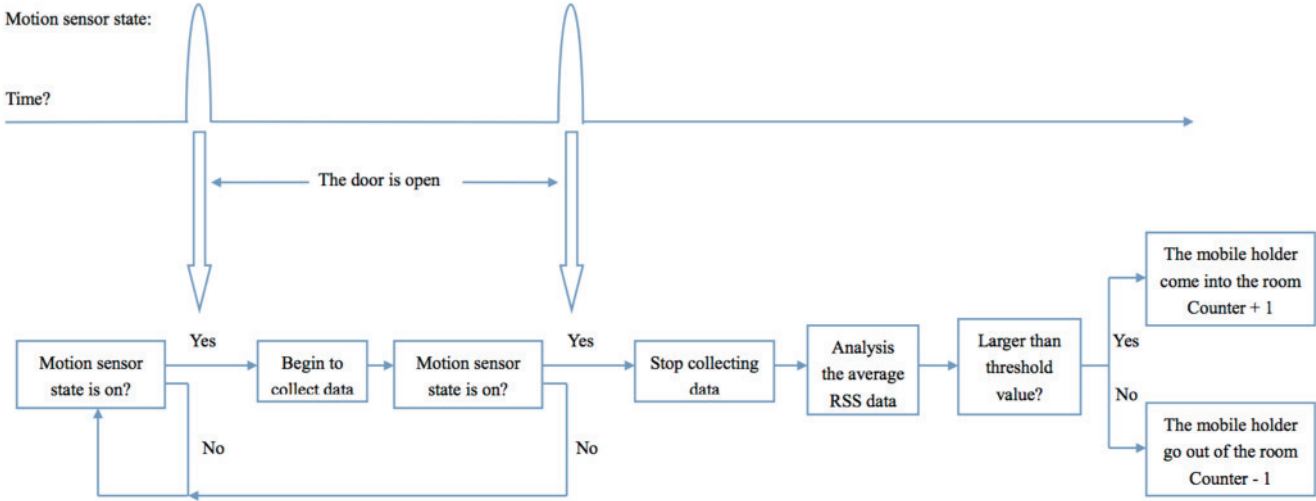 Motion sensor state:
Time?
The door is open
Yes
Motion sensor
state is on?
No
Begin to
collect data
Motion sensor
state is on?
Yes
No
Stop collecting
data
Analysis
the average
RSS data
Larger than
threshold
value?
Yes
No
The mobile holder
come into the room
Counter + 1
The mobile holder
go out of the room
Counter - 1